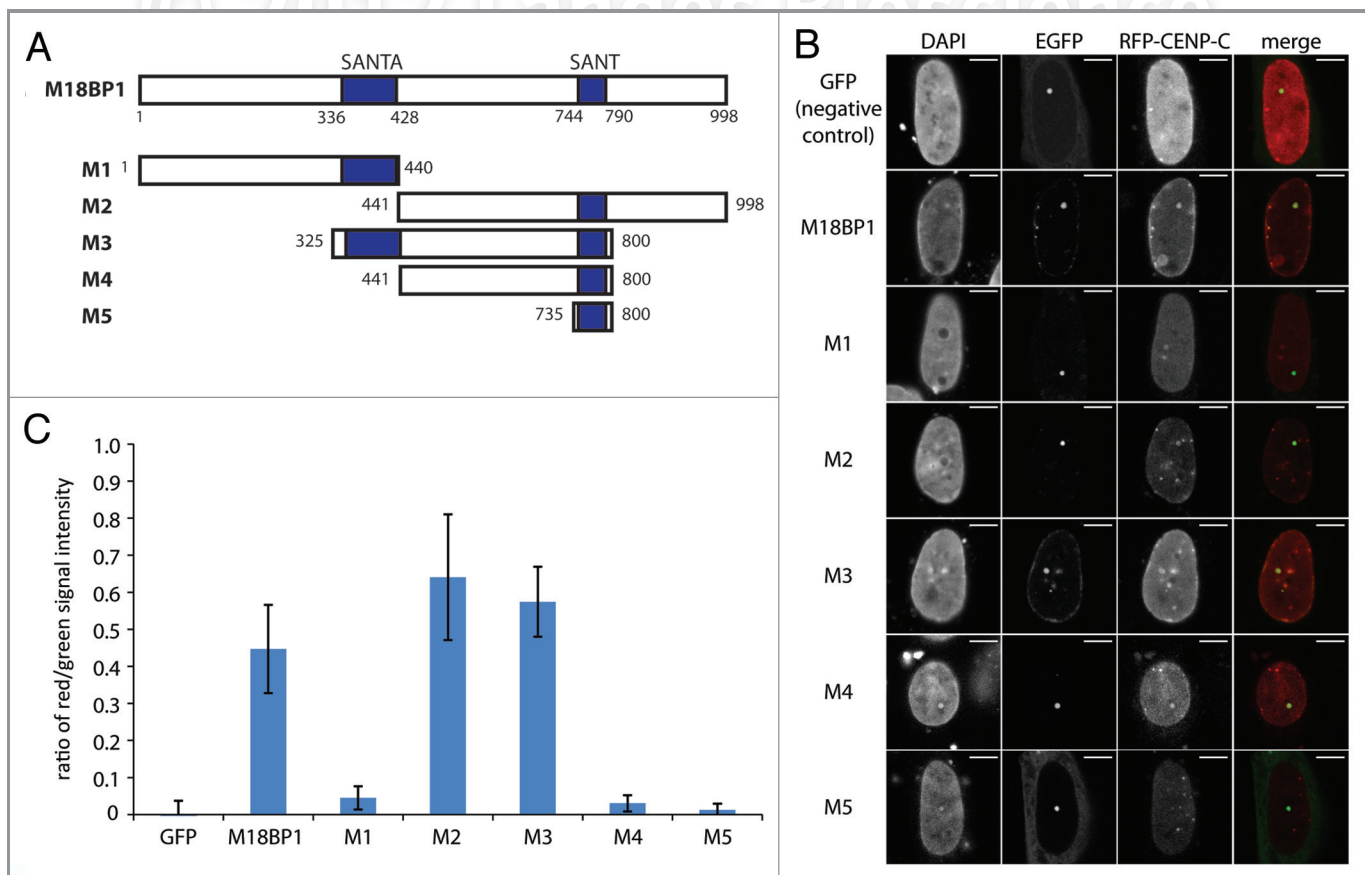 A
SANTA SANT
M18BP1
1 336 428 744 790 998
M1 1 440
M2 441 998
M3 325 800
M4 441 800
M5 735 800
B
DAPI EGFP RFP-CENP-C merge
GFP
(negative
control)
M18BP1
M1
M2
M3
M4
M5
C
ratio of red/green signal intensity
1.0
0.9
0.8
0.7
0.6
0.5
0.4
0.3
0.2
0.1
0
GFP M18BP1 M1 M2 M3 M4 M5